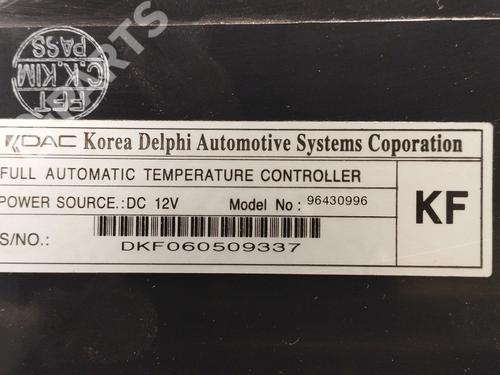 PASS
C.K.KIM
FET
KDAC Korea Delphi Automotive Systems Coporation
FULL AUTOMATIC TEMPERATURE CONTROLLER
POWER SOURCE.:DC 12V Model No : 96430996
KF
S/NO.:
DKF060509337
PARTS